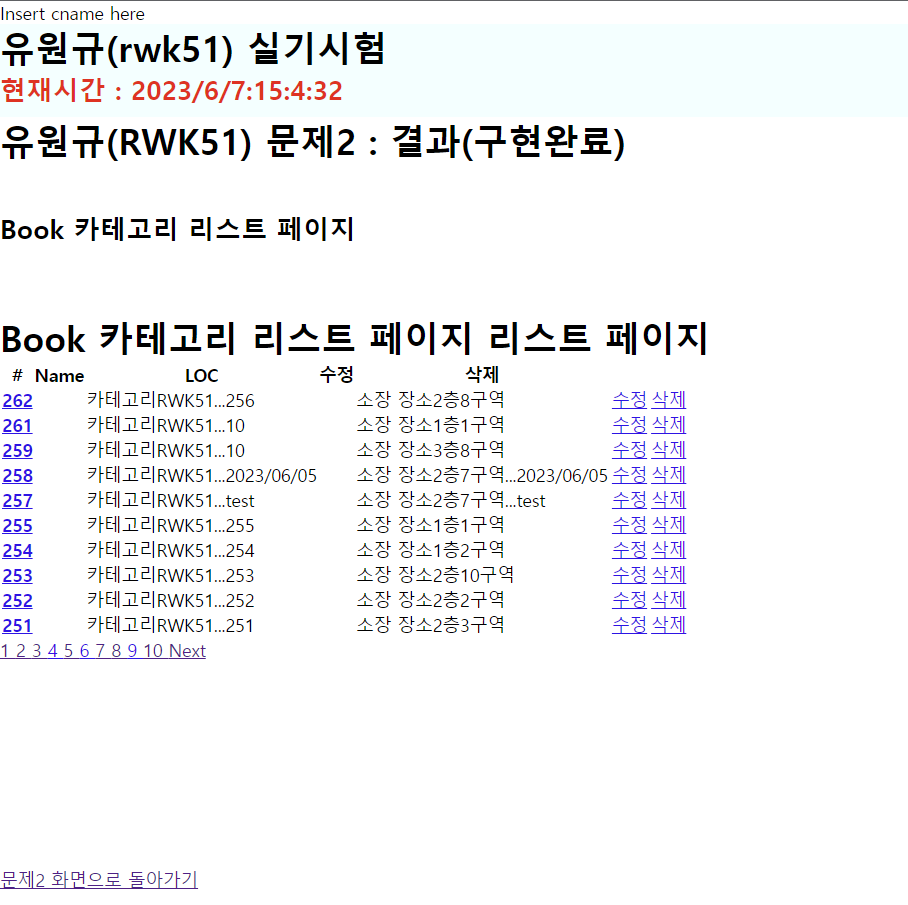 Insert cname here
유원규(rwk51) 실기시험
현재시간 : 2023/6/7:15:4:32
유원규(RWK51) 문제2 : 결과(구현완료)
Book 카테고리 리스트 페이지
Book 카테고리 리스트 페이지 리스트 페이지
# Name LOC 수정 삭제
262 카테고리RWK51...256 소장 장소2층8구역 수정 삭제
261 카테고리RWK51...10 소장 장소1층1구역 수정 삭제
259 카테고리RWK51...10 소장 장소3층8구역 수정 삭제
258 카테고리RWK51...2023/06/05 소장 장소2층7구역...2023/06/05 수정 삭제
257 카테고리RWK51...test 소장 장소2층7구역...test 수정 삭제
255 카테고리RWK51...255 소장 장소1층1구역 수정 삭제
254 카테고리RWK51...254 소장 장소1층2구역 수정 삭제
253 카테고리RWK51...253 소장 장소2층10구역 수정 삭제
252 카테고리RWK51...252 소장 장소2층2구역 수정 삭제
251 카테고리RWK51...251 소장 장소2층3구역 수정 삭제
1 2 3 4 5 6 7 8 9 10 Next
문제2 화면으로 돌아가기